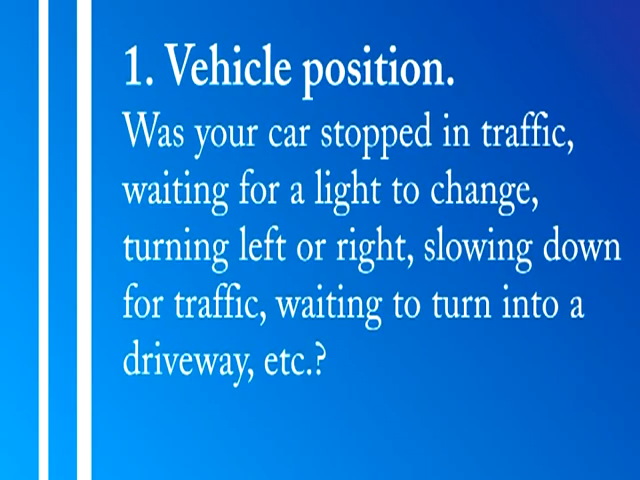 1. Vehicle position.
Was your car stopped in traffic,
waiting for a light to change,
turning left or right, slowing down
for traffic, waiting to turn into a
driveway, etc.?